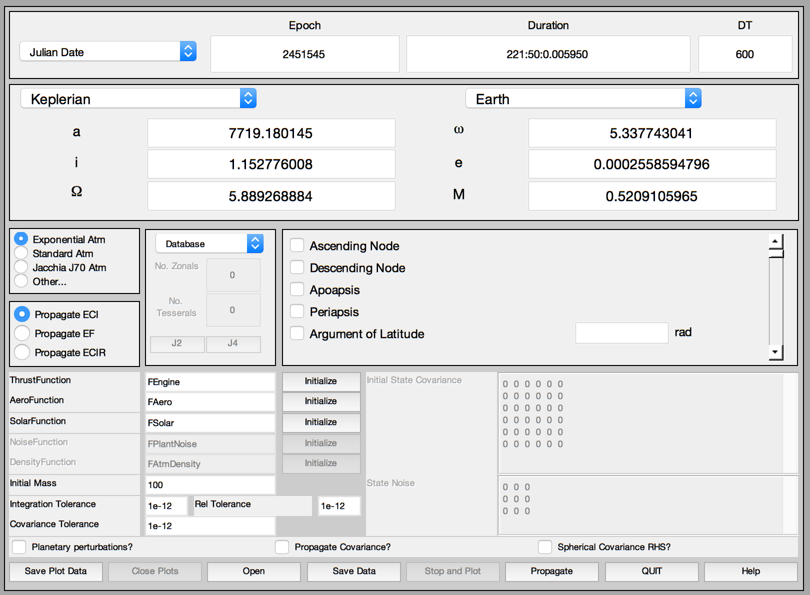 Epoch Duration DT
Julian Date 2451545 221:50:0.005950 600
Keplerian Earth
a 7719.180145 ω 5.337743041
i 1.152776008 e 0.0002558594796
Ω 5.889268884 M 0.5209105965
Exponential Atm
Standard Atm
Jacchia J70 Atm
Other...
Propagate ECI
Propagate EF
Propagate ECIR
Database
No. Zonals 0
No.
Tesserals 0
J2 J4
Ascending Node
Descending Node
Apoapsis
Periapsis
Argument of Latitude rad
ThrustFunction FEngine Initialize
AeroFunction FAero Initialize
SolarFunction FSolar Initialize
NoiseFunction FPlantNoise Initialize
DensityFunction FAtmDensity Initialize
Initial Mass 100
Integration Tolerance 1e-12 Rel Tolerance 1e-12
Covariance Tolerance 1e-12
Initial State Covariance
0 0 0 0 0 0
0 0 0 0 0 0
0 0 0 0 0 0
0 0 0 0 0 0
0 0 0 0 0 0
0 0 0 0 0 0
State Noise
0 0 0
0 0 0
0 0 0
Planetary perturbations? Propagate Covariance? Spherical Covariance RHS?
Save Plot Data Close Plots Open Save Data Stop and Plot Propagate QUIT Help